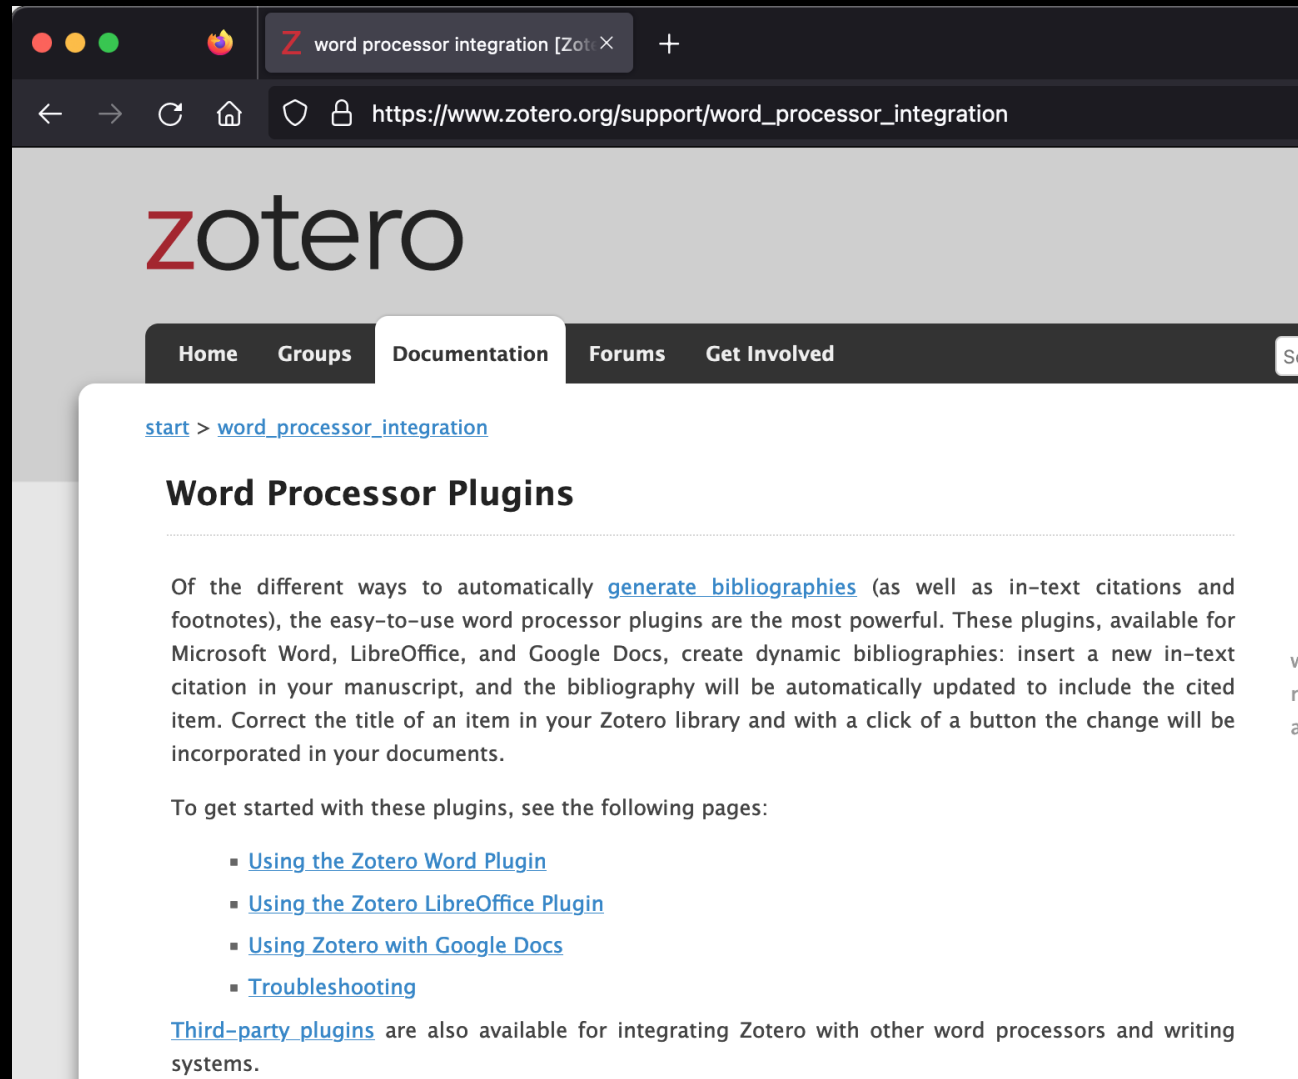 word processor integration [Zot
https://www.zotero.org/support/word_processor_integration
zotero
Home Groups Documentation Forums Get Involved
start > word_processor_integration
Word Processor Plugins
Of the different ways to automatically generate bibliographies (as well as in-text citations and
footnotes), the easy-to-use word processor plugins are the most powerful. These plugins, available for
Microsoft Word, LibreOffice, and Google Docs, create dynamic bibliographies: insert a new in-text
citation in your manuscript, and the bibliography will be automatically updated to include the cited
item. Correct the title of an item in your Zotero library and with a click of a button the change will be
incorporated in your documents.
To get started with these plugins, see the following pages:
Using the Zotero Word Plugin
Using the Zotero LibreOffice Plugin
Using Zotero with Google Docs
Troubleshooting
Third-party plugins are also available for integrating Zotero with other word processors and writing
systems.